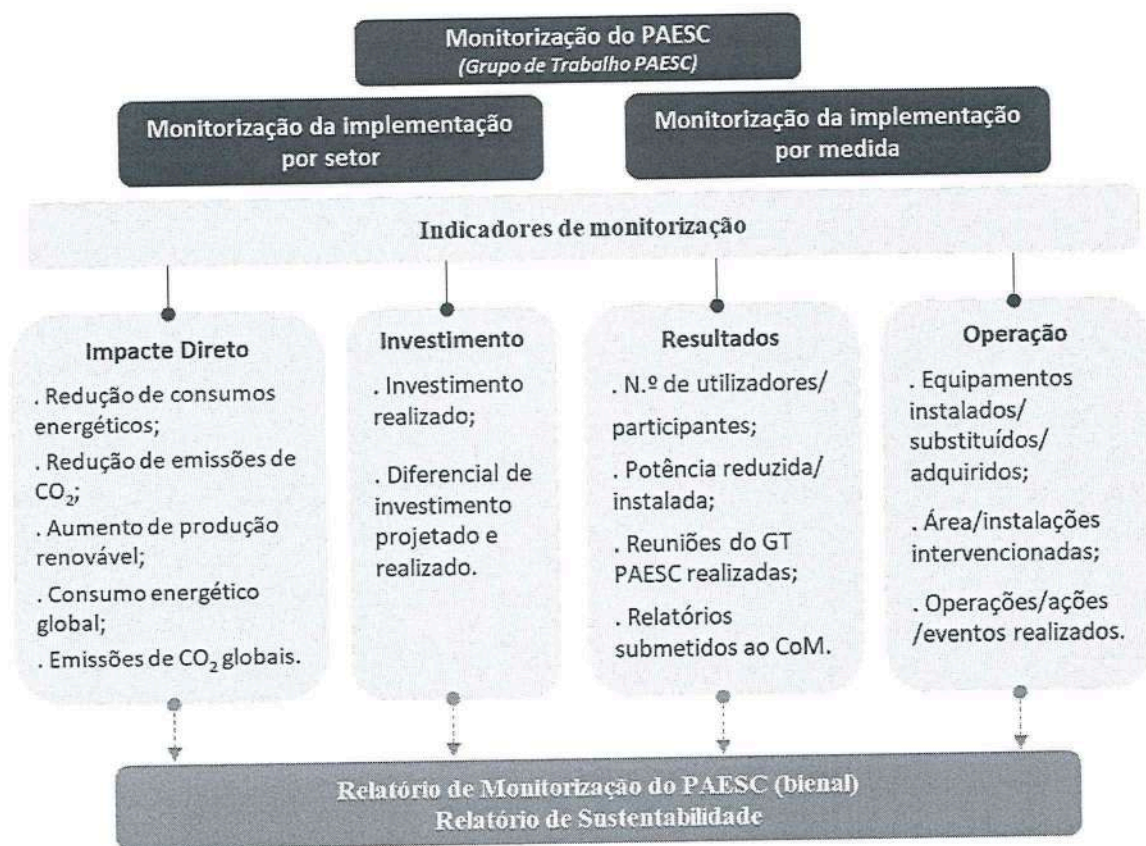 Monitorização do PAESC
(Grupo de Trabalho PAESC)
Monitorização da implementação
por setor
Monitorização da implementação
por medida
Indicadores de monitorização
Impacte Direto
. Redução de consumos
energéticos;
. Redução de emissões de
CO₂;
. Aumento de produção
renovável;
. Consumo energético
global;
. Emissões de CO₂ globais.
Investimento
. Investimento
realizado;
. Diferencial de
investimento
projetado e
realizado.
Resultados
. N.º de utilizadores/
participantes;
. Potência reduzida/
instalada;
. Reuniões do GT
PAESC realizadas;
. Relatórios
submetidos ao CoM.
Operação
. Equipamentos
instalados/
substituídos/
adquiridos;
. Área/instalações
intervencionadas;
. Operações/ações
/eventos realizados.
Relatório de Monitorização do PAESC (bienal)
Relatório de Sustentabilidade